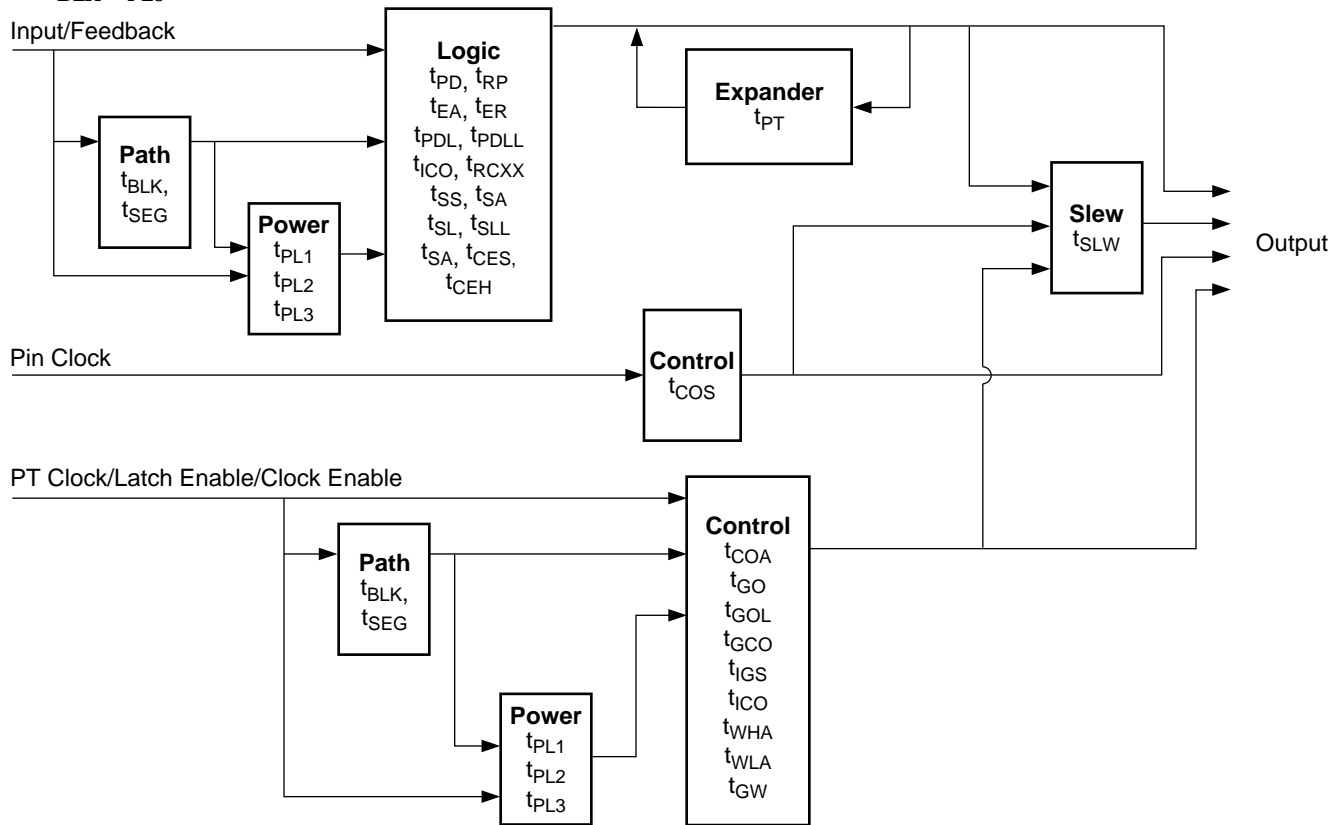 Input/Feedback
Logic
tPD, tRP
tEA, tER
tPDL, tPDLL
tICO, tRCXX
tSS, tSA
tSL, tSLL
tSA, tCES,
tCEH
Expander
tPT
Path
tBLK,
tSEG
Power
tPL1
tPL2
tPL3
Slew
tSLW
Output
Pin Clock
Control
tCOS
PT Clock/Latch Enable/Clock Enable
Path
tBLK,
tSEG
Power
tPL1
tPL2
tPL3
Control
tCOA
tGO
tGOL
tGCO
tIGS
tICO
tWHA
tWLA
tGW